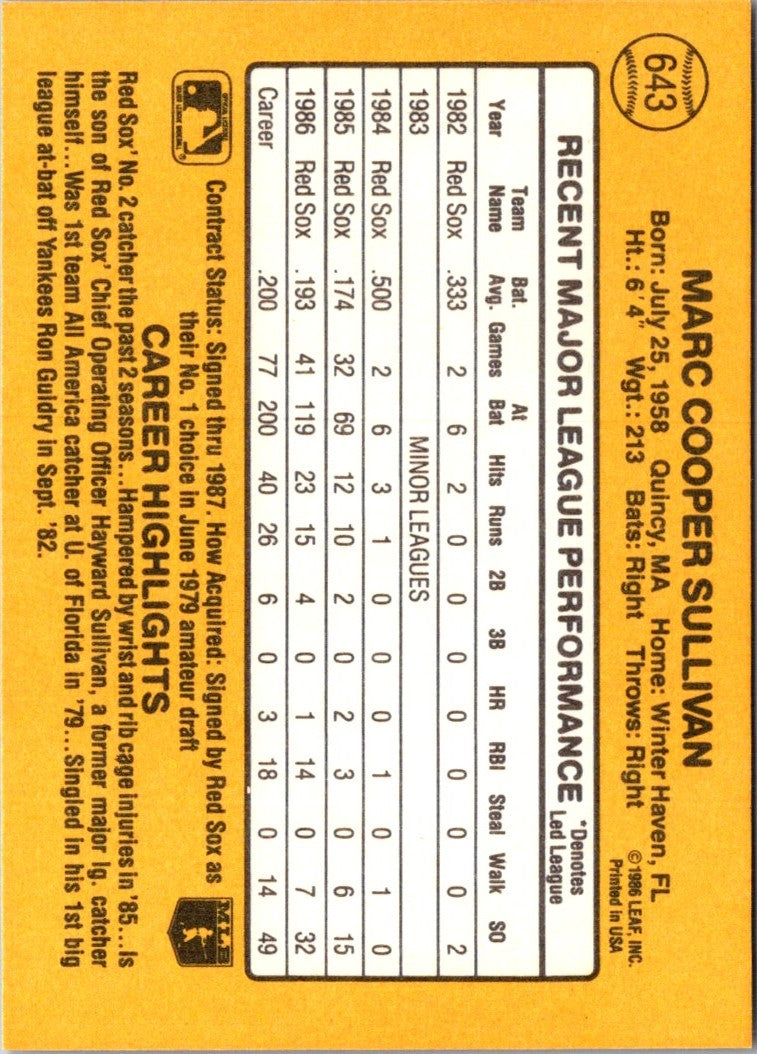 643
MARC COOPER SULLIVAN
Born: July 25, 1958 Quincy, MA Home: Winter Haven, FL
Ht.: 6'4" Wgt.: 213 Bats: Right Throws: Right
© 1986 LEAF, INC.
Printed in USA
RECENT MAJOR LEAGUE PERFORMANCE *Denotes Led League
Year Team Name Bat. Avg. Games At Bat Hits Runs 2B 3B HR RBI Steal Walk SO
1982 Red Sox .333 2 6 2 0 0 0 0 0 0 0 2
1983 MINOR LEAGUES
1984 Red Sox .500 2 6 3 1 0 0 0 1 0 1 0
1985 Red Sox .174 32 69 12 10 2 0 2 3 0 6 15
1986 Red Sox .193 41 119 23 15 4 0 1 14 0 7 32
Career .200 77 200 40 26 6 0 3 18 0 14 49
Contract Status: Signed thru 1987. How Acquired: Signed by Red Sox as
their No. 1 choice in June 1979 amateur draft
MLB
CAREER HIGHLIGHTS
Red Sox' No. 2 catcher the past 2 seasons...Hampered by wrist and rib cage injuries in '85...Is
the son of Red Sox' Chief Operating Officer Hayward Sullivan, a former major lg. catcher
himself...Was 1st team All America catcher at U. of Florida in '79...Singled in his 1st big
league at-bat off Yankees Ron Guidry in Sept. '82.